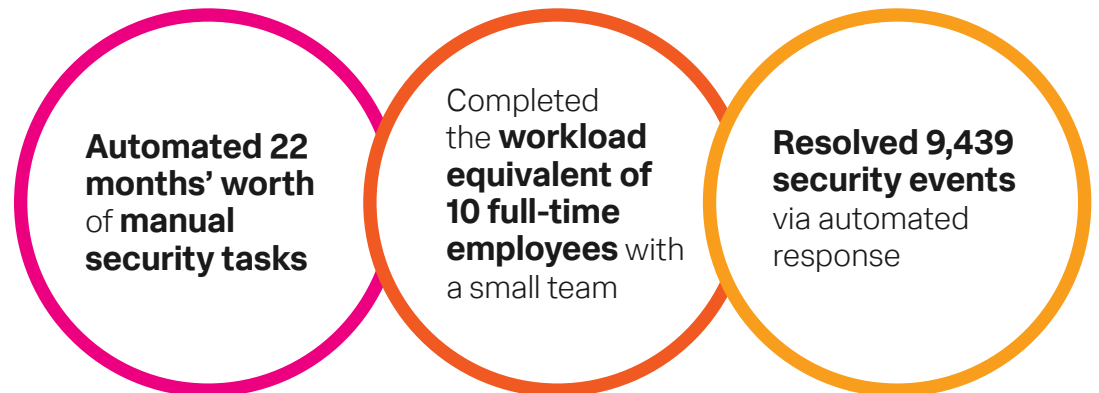 Automated 22
months’ worth
of manual
security tasks
Completed
the workload
equivalent of
10 full-time
employees with
a small team
Resolved 9,439
security events
via automated
response